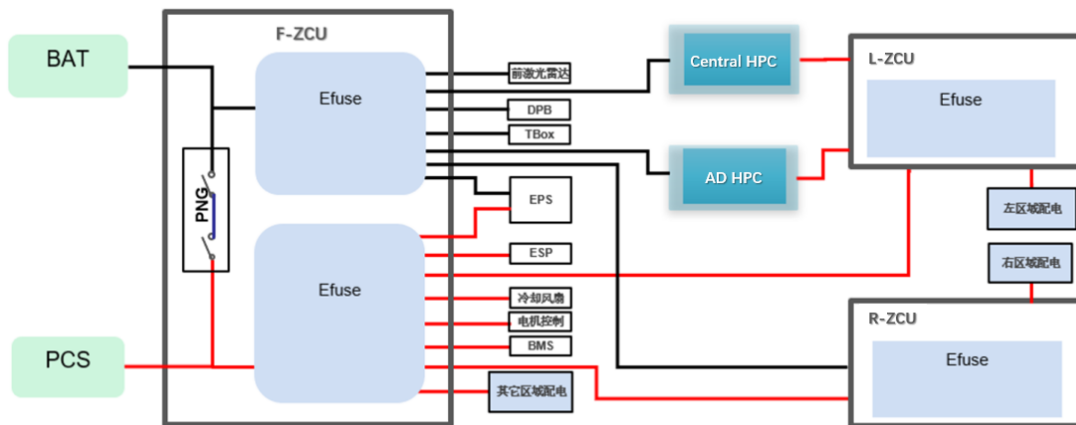 F-ZCU
BAT
Efuse
前激光雷达
DPB
TBox
Central HPC
AD HPC
L-ZCU
Efuse
PNG
EPS
ESP
左区域配电
右区域配电
Efuse
冷却风扇
电机控制
BMS
其它区域配电
PCS
R-ZCU
Efuse